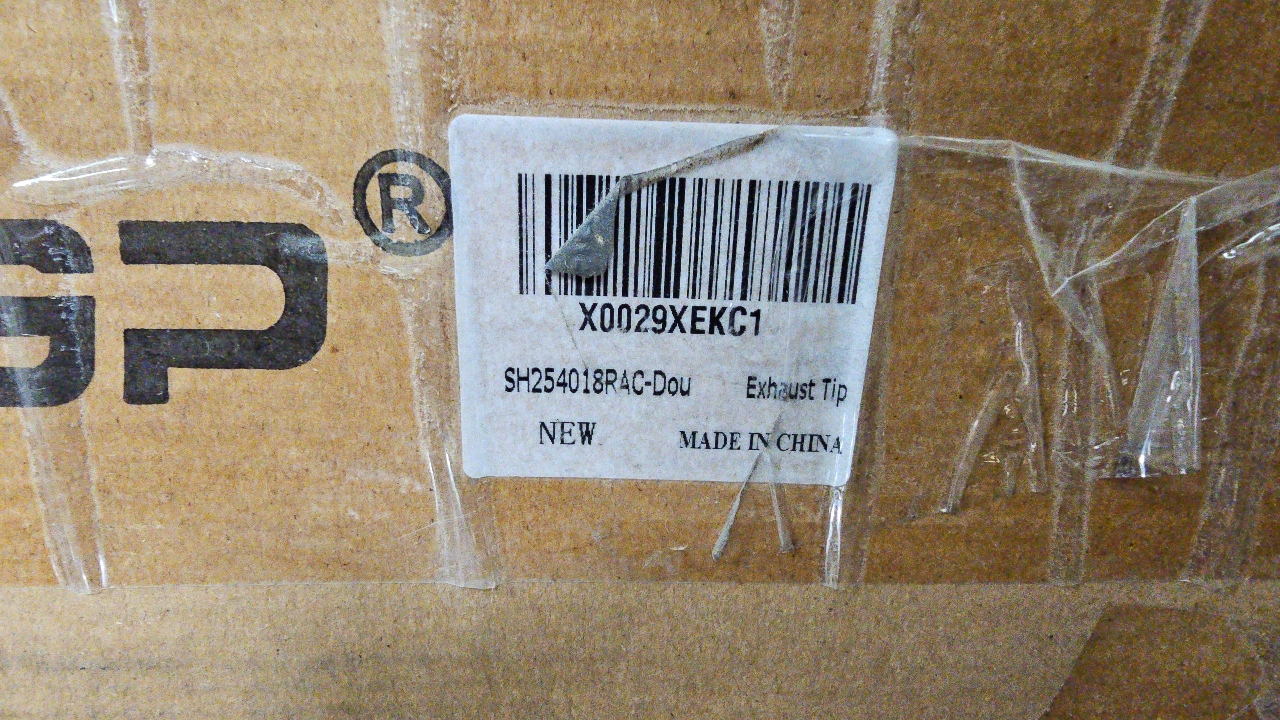 GP®
X0029XEKC1
SH254018RAC-Dou Exhaust Tip
NEW MADE IN CHINA